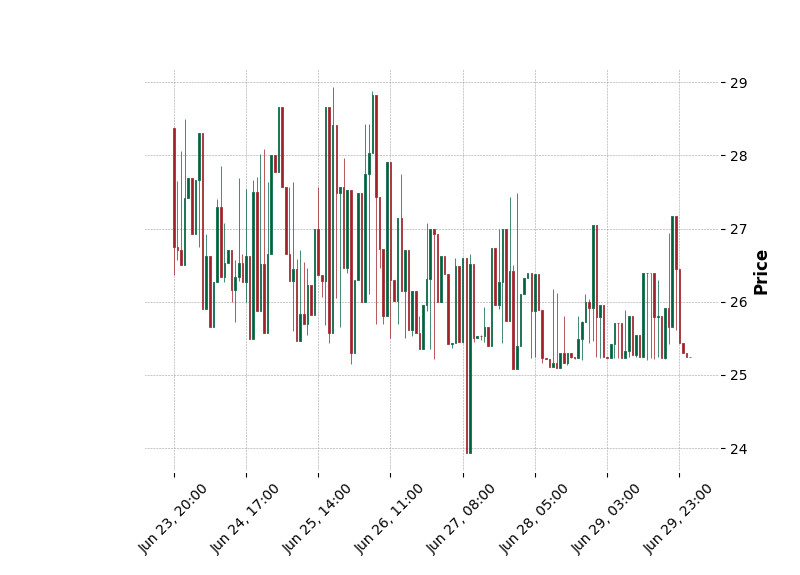 29
28
27
26
25
24
Price
Jun 23, 20:00
Jun 24, 17:00
Jun 25, 14:00
Jun 26, 11:00
Jun 27, 08:00
Jun 28, 05:00
Jun 29, 03:00
Jun 29, 23:00